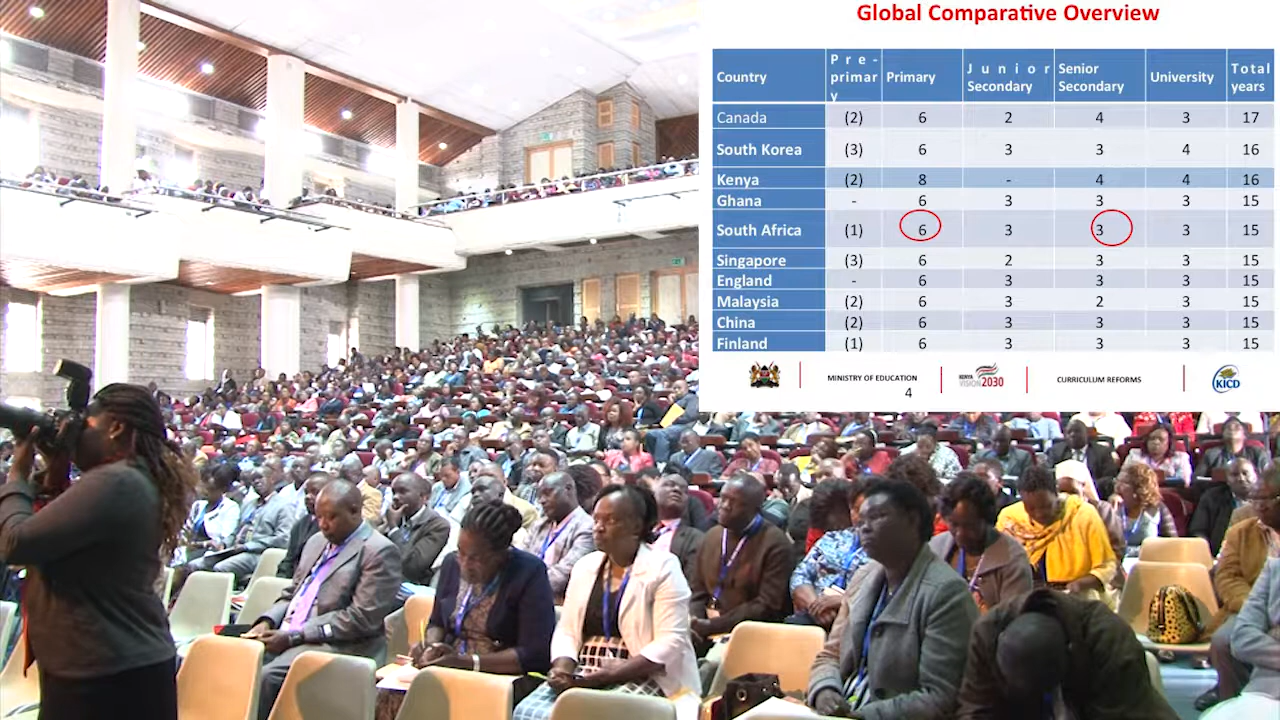 Global Comparative Overview
Country Pre-primary Primary Junior Secondary Senior Secondary University Total years
Canada (2) 6 2 4 3 17
South Korea (3) 6 3 3 4 16
Kenya (2) 8 - 4 4 16
Ghana - 6 3 3 3 15
South Africa (1) 6 3 3 3 15
Singapore (3) 6 2 3 3 15
England - 6 3 3 3 15
Malaysia (2) 6 3 2 3 15
China (2) 6 3 3 3 15
Finland (1) 6 3 3 3 15
MINISTRY OF EDUCATION
KENYA
VISION 2030
CURRICULUM REFORMS
KICD
4